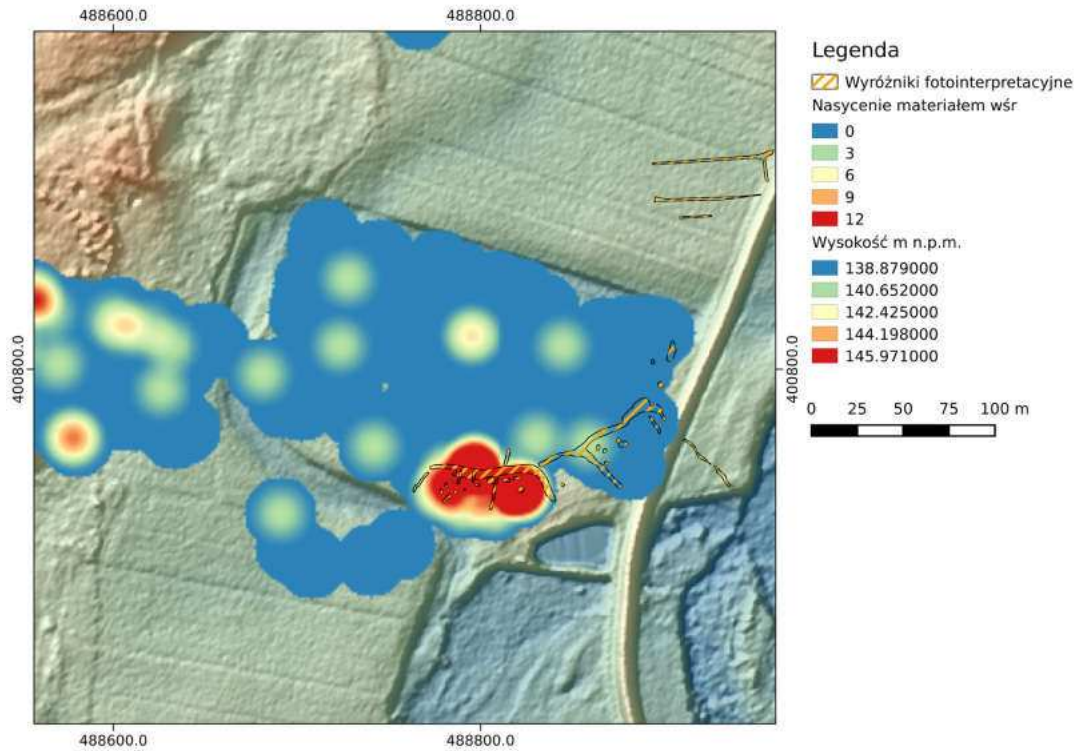 488600.0 488800.0
Legenda
Wyróżniki fotointerpretacyjne
Nasycenie materiałem wśr
0
3
6
9
12
Wysokość m n.p.m.
138.879000
140.652000
142.425000
144.198000
145.971000
0 25 50 75 100 m
400800.0 400800.0
488600.0 488800.0